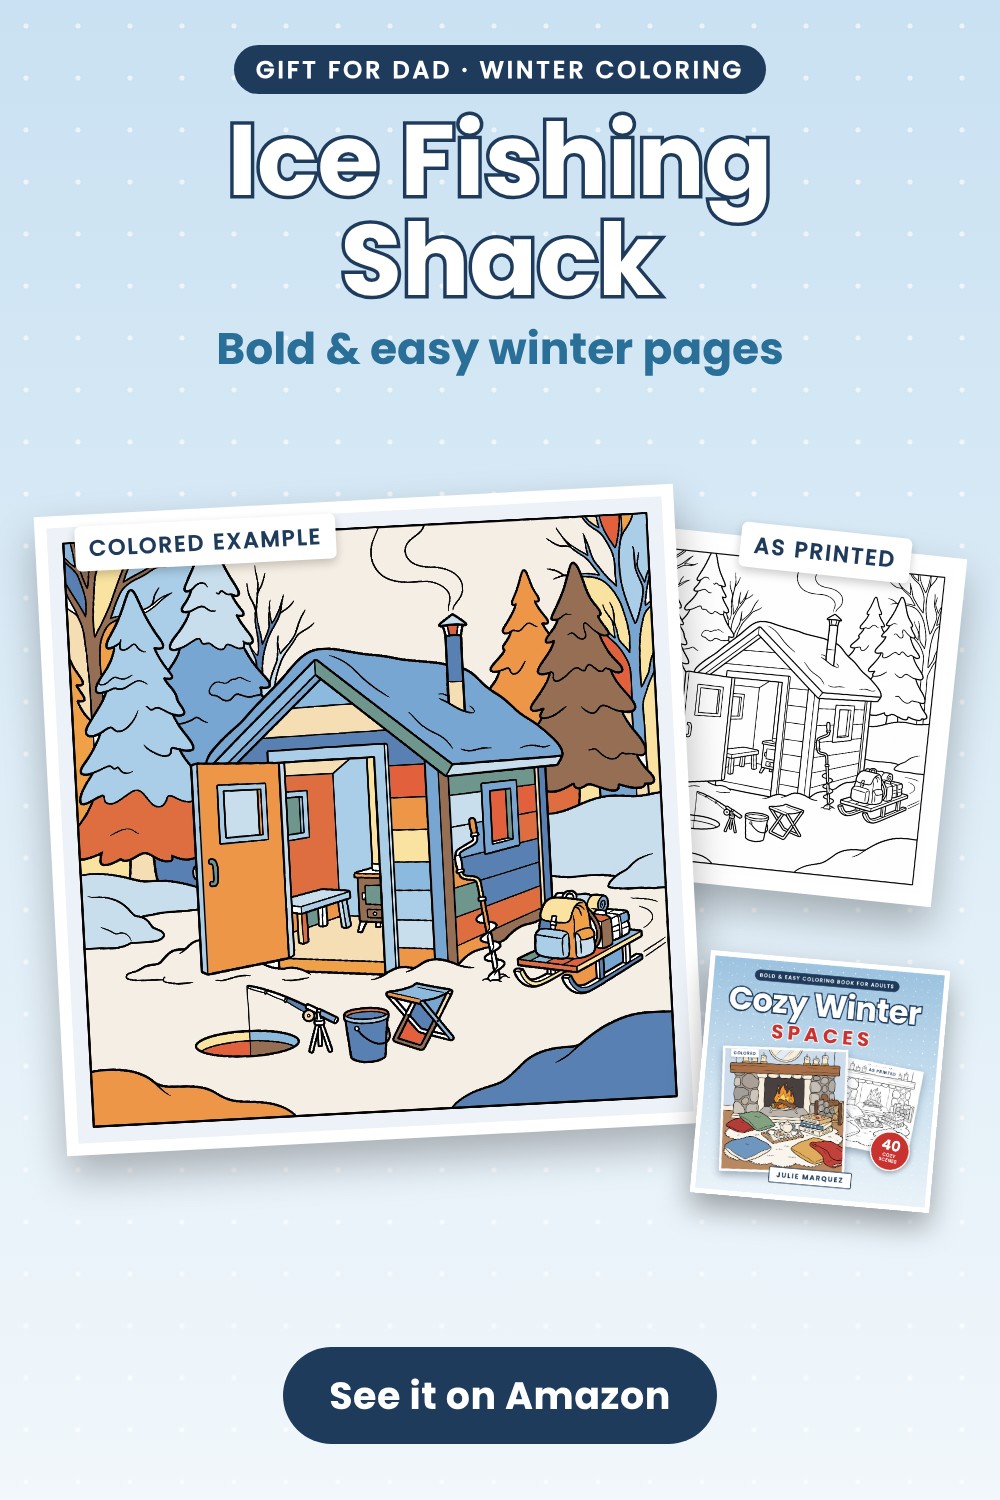 GIFT FOR DAD · WINTER COLORING
Ice Fishing
Shack
Bold & easy winter pages
COLORED EXAMPLE
AS PRINTED
BOLD & EASY COLORING BOOK FOR ADULTS
Cozy Winter
SPACES
COLORED
AS PRINTED
40
COZY
SCENES
JULIE MARQUEZ
See it on Amazon